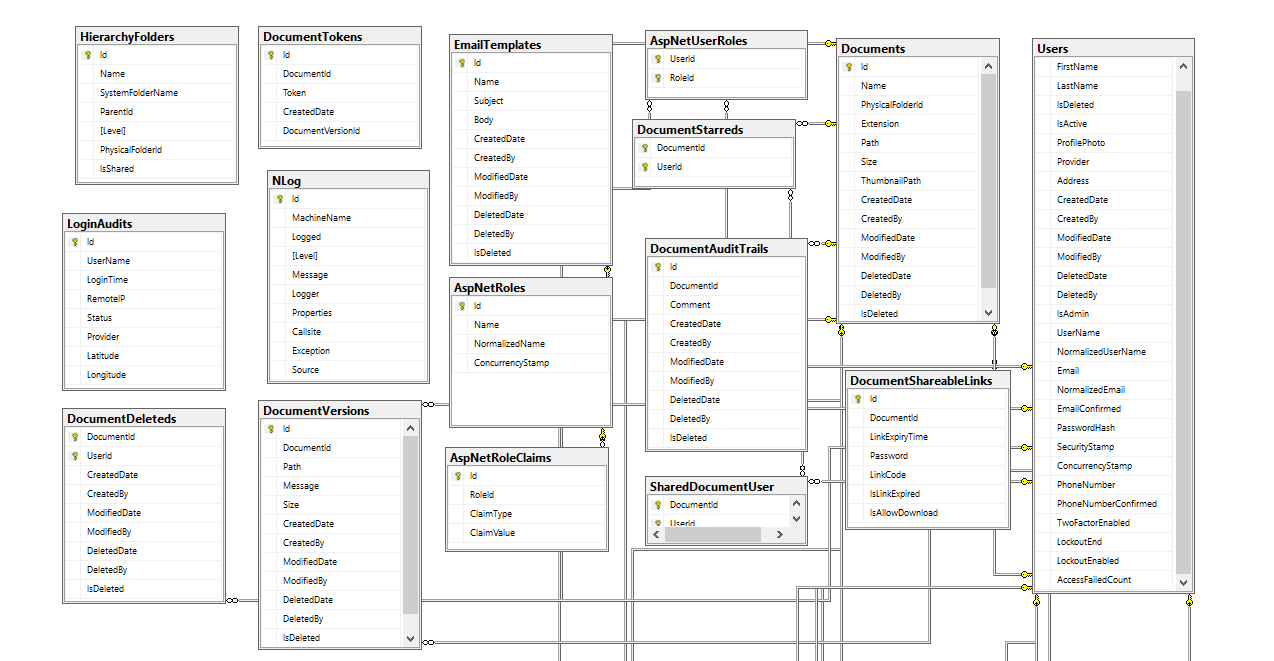 HierarchyFolders
Id
Name
SystemFolderName
ParentId
[Level]
PhysicalFolderId
IsShared
DocumentTokens
Id
DocumentId
Token
CreatedDate
DocumentVersionId
EmailTemplates
Id
Name
Subject
Body
CreatedDate
CreatedBy
ModifiedDate
ModifiedBy
DeletedDate
DeletedBy
IsDeleted
AspNetUserRoles
UserId
RoleId
Documents
Id
Name
PhysicalFolderId
Extension
Path
Size
ThumbnailPath
CreatedDate
CreatedBy
ModifiedDate
ModifiedBy
DeletedDate
DeletedBy
IsDeleted
Users
FirstName
LastName
IsDeleted
IsActive
ProfilePhoto
Provider
Address
CreatedDate
CreatedBy
ModifiedDate
ModifiedBy
DeletedDate
DeletedBy
IsAdmin
UserName
NormalizedUserName
Email
NormalizedEmail
EmailConfirmed
PasswordHash
SecurityStamp
ConcurrencyStamp
PhoneNumber
PhoneNumberConfirmed
TwoFactorEnabled
LockoutEnd
LockoutEnabled
AccessFailedCount
DocumentStarreds
DocumentId
UserId
NLog
Id
MachineName
Logged
[Level]
Message
Logger
Properties
Callsite
Exception
Source
LoginAudits
Id
UserName
LoginTime
RemoteIP
Status
Provider
Latitude
Longitude
DocumentAuditTrails
Id
DocumentId
Comment
CreatedDate
CreatedBy
ModifiedDate
ModifiedBy
DeletedDate
DeletedBy
IsDeleted
AspNetRoles
Id
Name
NormalizedName
ConcurrencyStamp
DocumentShareableLinks
Id
DocumentId
LinkExpiryTime
Password
LinkCode
IsLinkExpired
IsAllowDownload
DocumentDeleteds
DocumentId
UserId
CreatedDate
CreatedBy
ModifiedDate
ModifiedBy
DeletedDate
DeletedBy
IsDeleted
DocumentVersions
Id
DocumentId
Path
Message
Size
CreatedDate
CreatedBy
ModifiedDate
ModifiedBy
DeletedDate
DeletedBy
IsDeleted
AspNetRoleClaims
Id
RoleId
ClaimType
ClaimValue
SharedDocumentUser
DocumentId
UserId